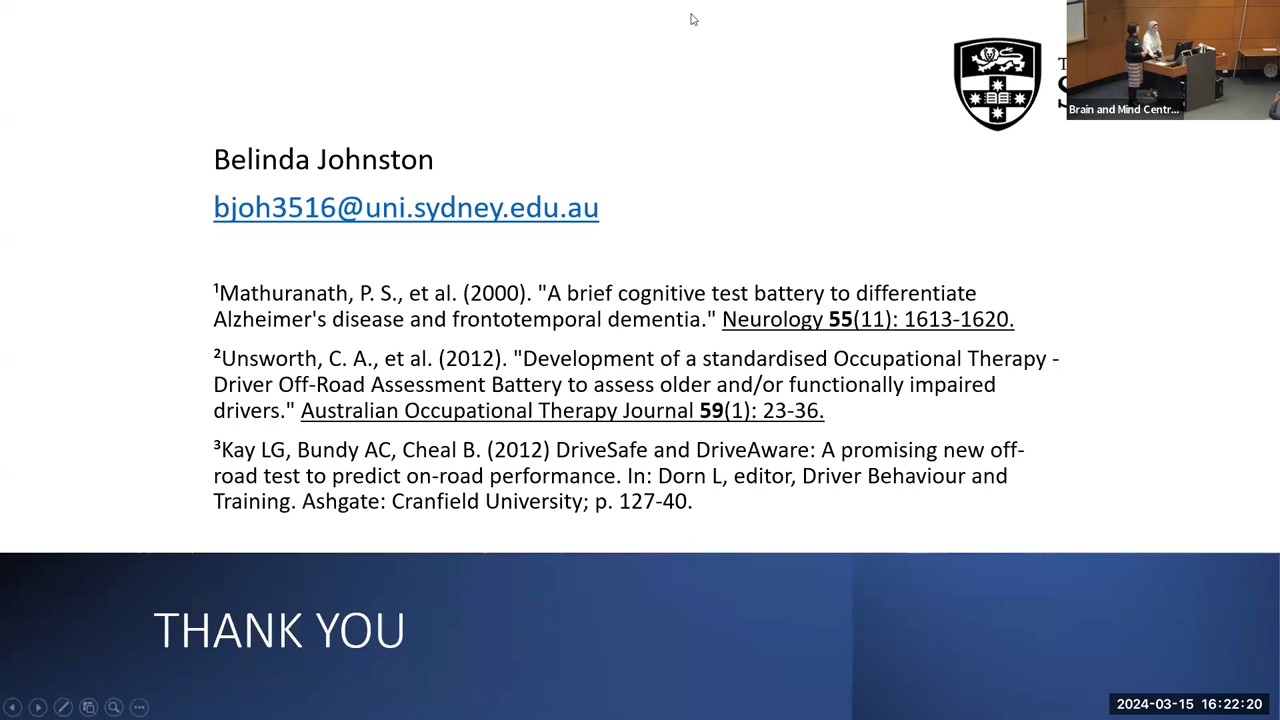 Belinda Johnston
bjoh3516@uni.sydney.edu.au
¹Mathuranath, P. S., et al. (2000). "A brief cognitive test battery to differentiate
Alzheimer's disease and frontotemporal dementia." Neurology 55(11): 1613-1620.
²Unsworth, C. A., et al. (2012). "Development of a standardised Occupational Therapy -
Driver Off-Road Assessment Battery to assess older and/or functionally impaired
drivers." Australian Occupational Therapy Journal 59(1): 23-36.
³Kay LG, Bundy AC, Cheal B. (2012) DriveSafe and DriveAware: A promising new off-
road test to predict on-road performance. In: Dorn L, editor, Driver Behaviour and
Training. Ashgate: Cranfield University; p. 127-40.
THANK YOU
Brain and Mind Centr...
2024-03-15 16:22:20